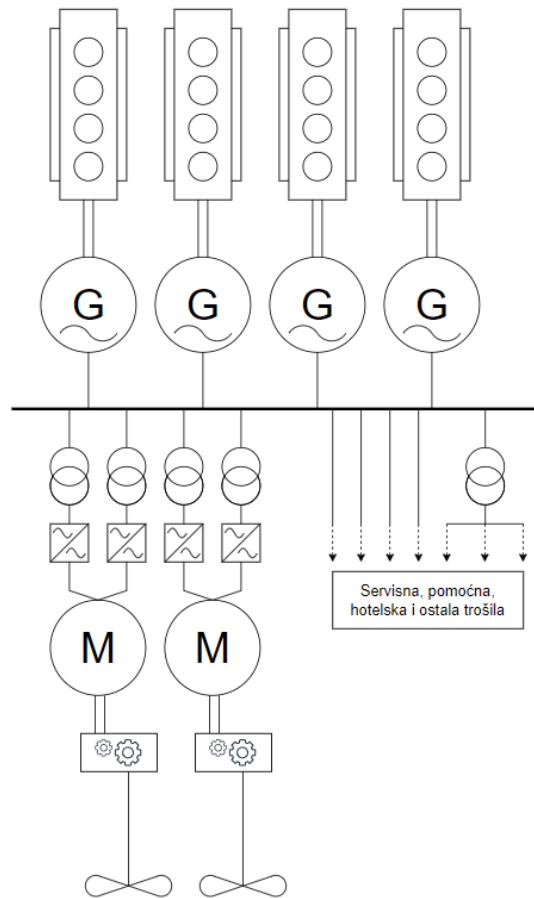 G G G G
M M
Servisna, pomoćna,
hotelska i ostala trošila